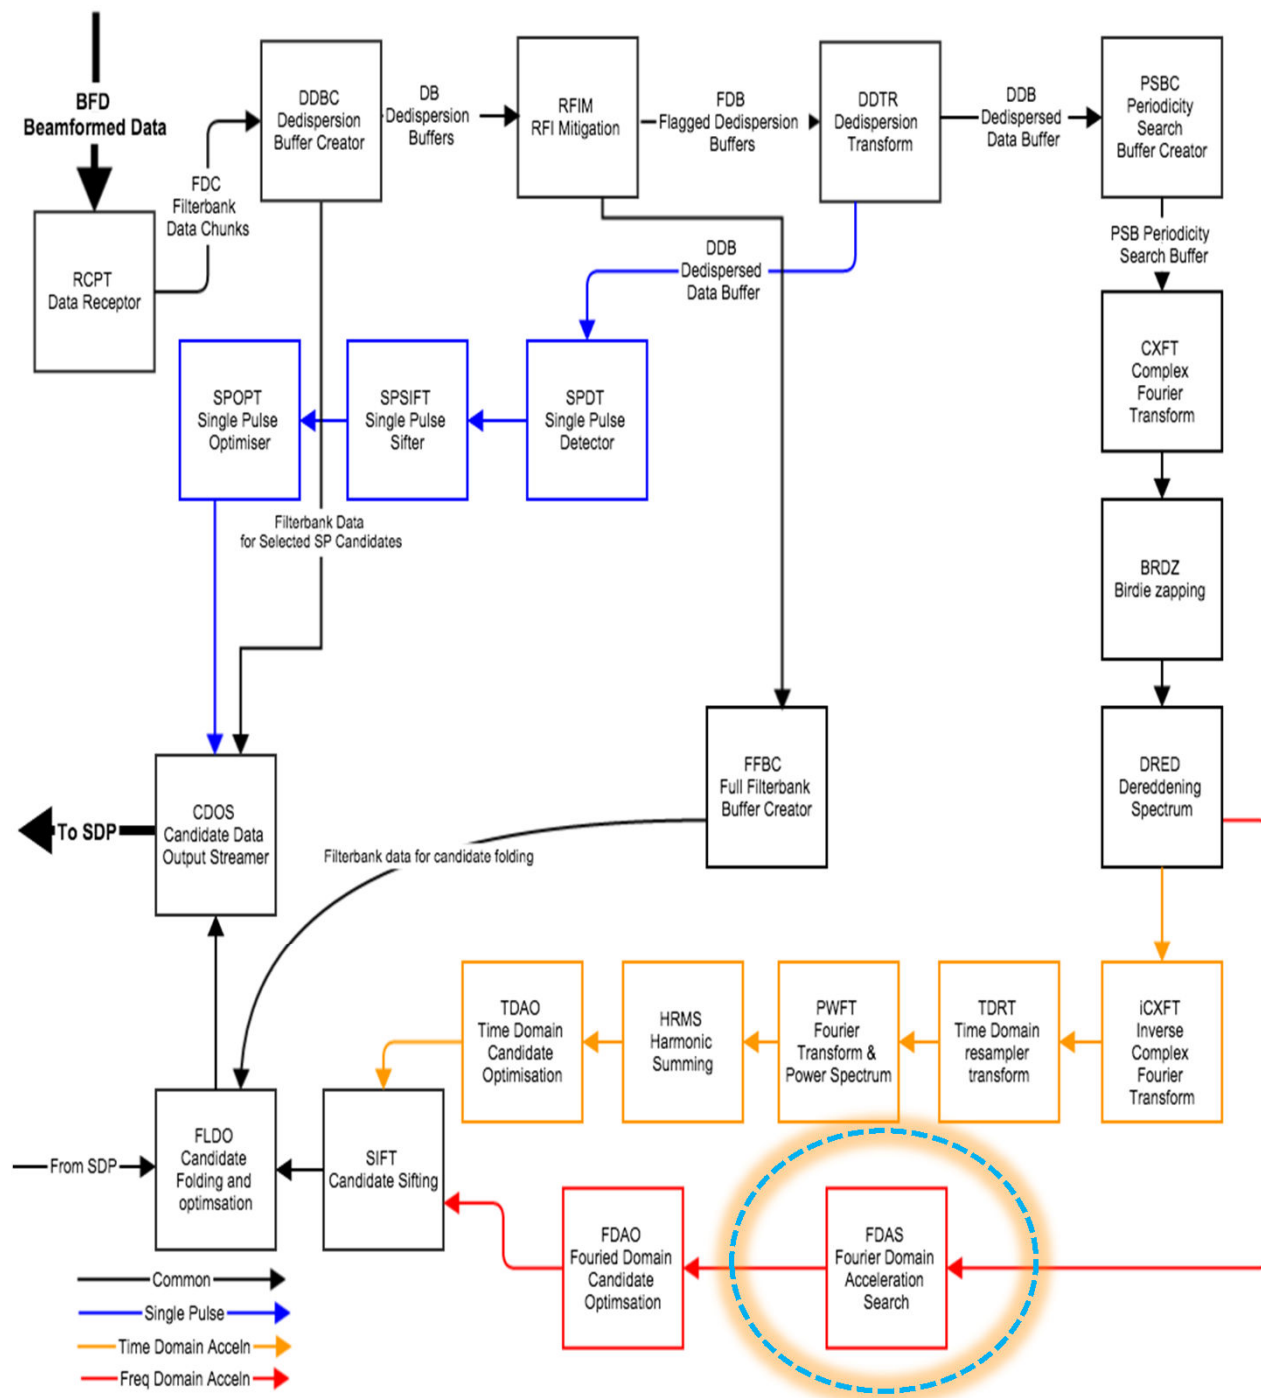 BFD
Beamformed Data
FDC
Filterbank
Data Chunks
RCPT
Data Receptor
DDBC
Dedispersion
Buffer Creator
DB
Dedispersion
Buffers
RFIM
RFI Mitigation
FDB
Flagged Dedispersion
Buffers
DDTR
Dedispersion
Transform
DDB
Dedispersed
Data Buffer
PSBC
Periodicity
Search
Buffer Creator
PSB Periodicity
Search Buffer
DDB
Dedispersed
Data Buffer
SPOPT
Single Pulse
Optimiser
SPSIFT
Single Pulse
Sifter
SPDT
Single Pulse
Detector
CXFT
Complex
Fourier
Transform
Filterbank Data
for Selected SP Candidates
BRDZ
Birdie zapping
FFBC
Full Filterbank
Buffer Creator
DRED
Dereddening
Spectrum
To SDP
CDOS
Candidate Data
Output Streamer
Filterbank data for candidate folding
TDAO
Time Domain
Candidate
Optimisation
HRMS
Harmonic
Summing
PWFT
Fourier
Transform &
Power Spectrum
TDRT
Time Domain
resampler
transform
iCXFT
Inverse
Complex
Fourier
Transform
From SDP
FLDO
Candidate
Folding and
optimsation
SIFT
Candidate Sifting
FDAO
Fouried Domain
Candidate
Optimsation
FDAS
Fourier Domain
Acceleration
Search
Common
Single Pulse
Time Domain Acceln
Freq Domain Acceln